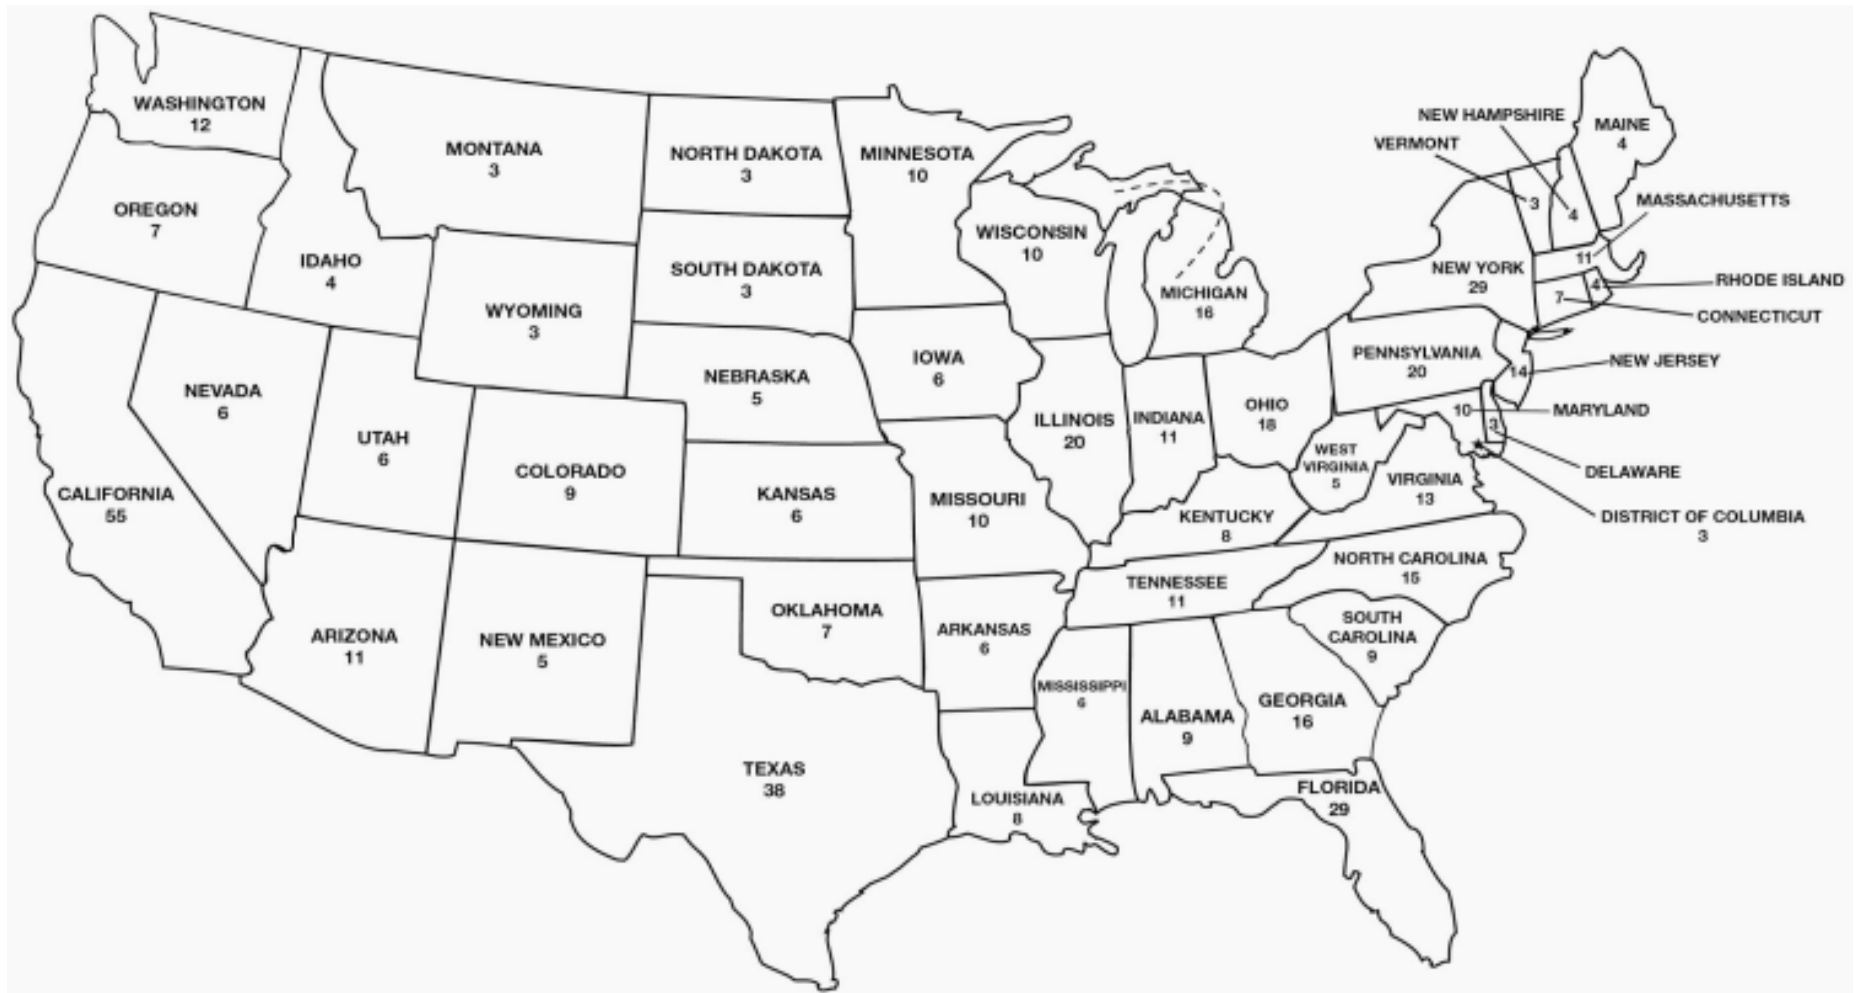 WASHINGTON
12
OREGON
7
CALIFORNIA
55
NEVADA
6
IDAHO
4
MONTANA
3
WYOMING
3
UTAH
6
ARIZONA
11
COLORADO
9
NEW MEXICO
5
NORTH DAKOTA
3
SOUTH DAKOTA
3
NEBRASKA
5
KANSAS
6
OKLAHOMA
7
TEXAS
38
MINNESOTA
10
IOWA
6
MISSOURI
10
ARKANSAS
6
LOUISIANA
8
WISCONSIN
10
ILLINOIS
20
MICHIGAN
16
INDIANA
11
OHIO
18
KENTUCKY
8
TENNESSEE
11
MISSISSIPPI
6
ALABAMA
9
GEORGIA
16
FLORIDA
29
SOUTH
CAROLINA
9
NORTH CAROLINA
15
VIRGINIA
13
WEST
VIRGINIA
5
PENNSYLVANIA
20
NEW YORK
29
VERMONT
3
NEW HAMPSHIRE
4
MAINE
4
MASSACHUSETTS
11
RHODE ISLAND
4
CONNECTICUT
7
NEW JERSEY
14
MARYLAND
10
DELAWARE
3
DISTRICT OF COLUMBIA
3